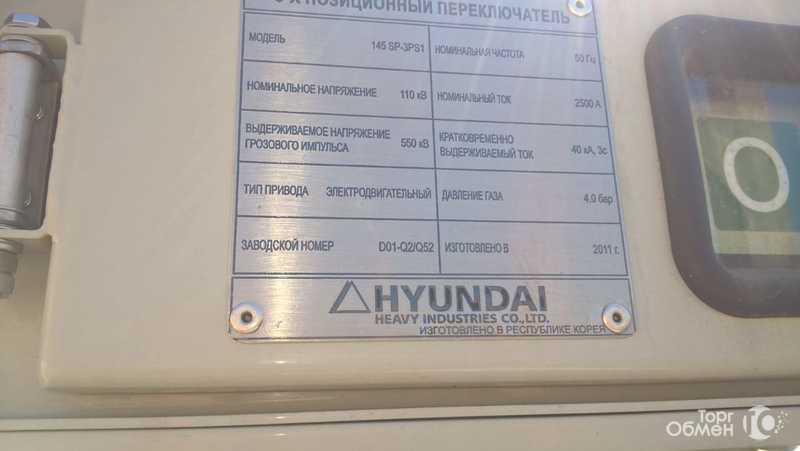 ПОЗИЦИОННЫЙ ПЕРЕКЛЮЧАТЕЛЬ
МОДЕЛЬ 145 SP-3PS1 НОМИНАЛЬНАЯ ЧАСТОТА 50 Гц
НОМИНАЛЬНОЕ НАПРЯЖЕНИЕ 110 кВ НОМИНАЛЬНЫЙ ТОК 2500 А
ВЫДЕРЖИВАЕМОЕ НАПРЯЖЕНИЕ
ГРОЗОВОГО ИМПУЛЬСА 550 кВ
КРАТКОВРЕМЕННО
ВЫДЕРЖИВАЕМЫЙ ТОК 40 кА, 3с
ТИП ПРИВОДА ЭЛЕКТРОДВИГАТЕЛЬНЫЙ ДАВЛЕНИЕ ГАЗА 4,0 бар
ЗАВОДСКОЙ НОМЕР D01-Q2/Q52 ИЗГОТОВЛЕНО В 2011 г.
HYUNDAI
HEAVY INDUSTRIES CO.,LTD.
ИЗГОТОВЛЕНО В РЕСПУБЛИКЕ КОРЕЯ
O
Торг
Обмен